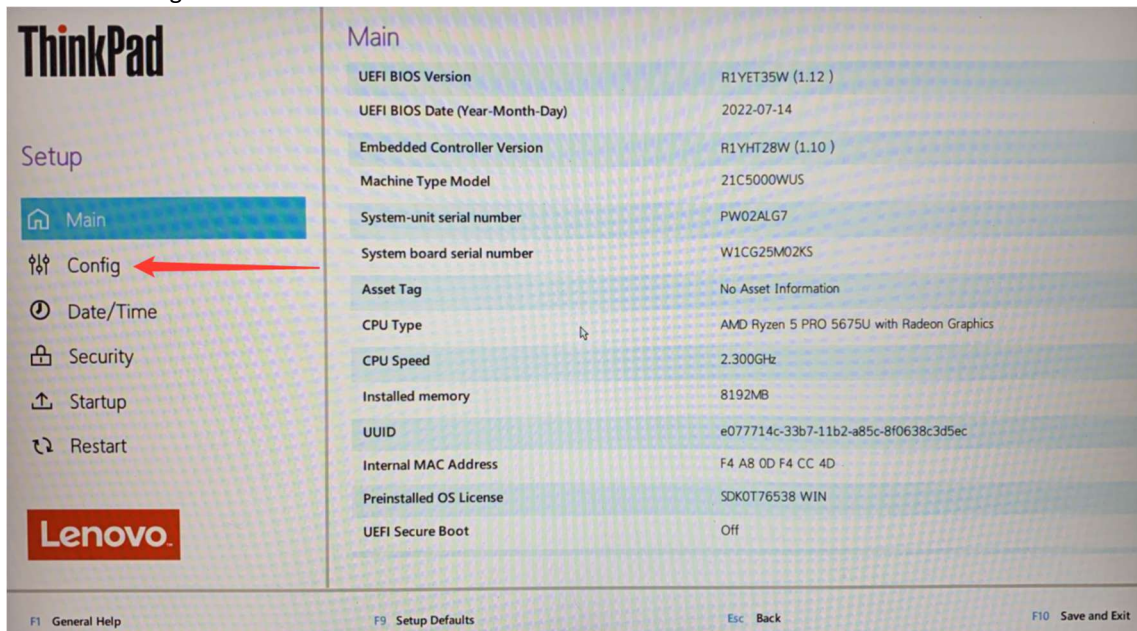 ThinkPad
Setup
Main
Config
Date/Time
Security
Startup
Restart
Lenovo
Main
UEFI BIOS Version R1YET35W (1.12 )
UEFI BIOS Date (Year-Month-Day) 2022-07-14
Embedded Controller Version R1YHT28W (1.10 )
Machine Type Model 21C5000WUS
System-unit serial number PW02ALG7
System board serial number W1CG25M02KS
Asset Tag No Asset Information
CPU Type AMD Ryzen 5 PRO 5675U with Radeon Graphics
CPU Speed 2.300GHz
Installed memory 8192MB
UUID e077714c-33b7-11b2-a85c-8f0638c3d5ec
Internal MAC Address F4 A8 0D F4 CC 4D
Preinstalled OS License SDK0T76538 WIN
UEFI Secure Boot Off
F1 General Help F9 Setup Defaults Esc Back F10 Save and Exit